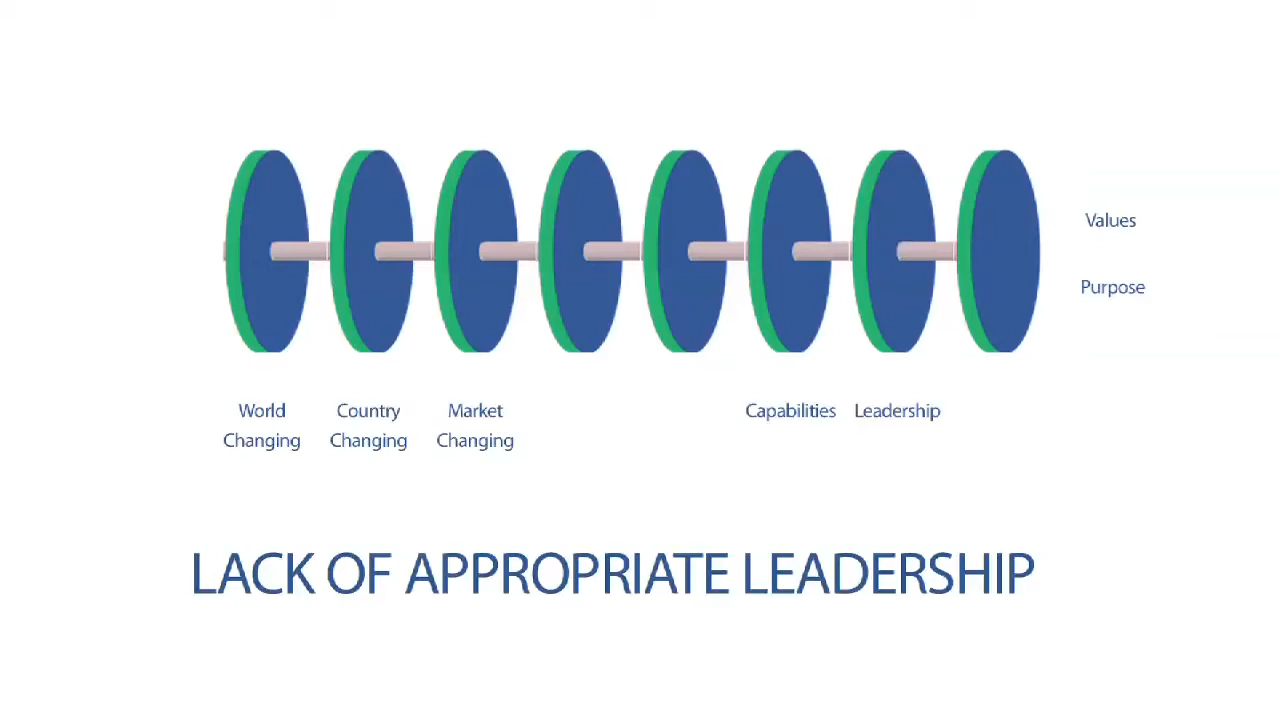 Values
Purpose
World Changing
Country Changing
Market Changing
Capabilities
Leadership
LACK OF APPROPRIATE LEADERSHIP